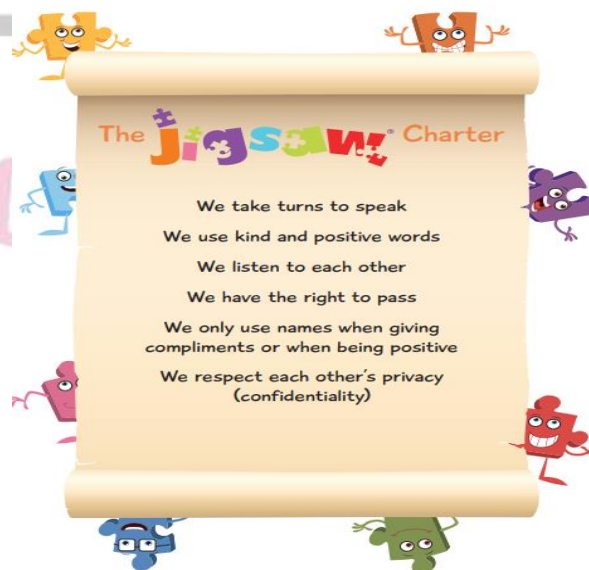 The jigsaw® Charter
We take turns to speak
We use kind and positive words
We listen to each other
We have the right to pass
We only use names when giving
compliments or when being positive
We respect each other's privacy
(confidentiality)